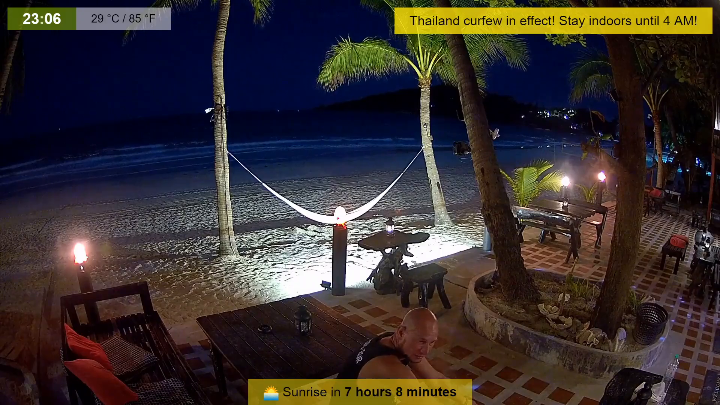 23:06
29 °C / 85 °F
Thailand curfew in effect! Stay indoors until 4 AM!
Sunrise in 7 hours 8 minutes